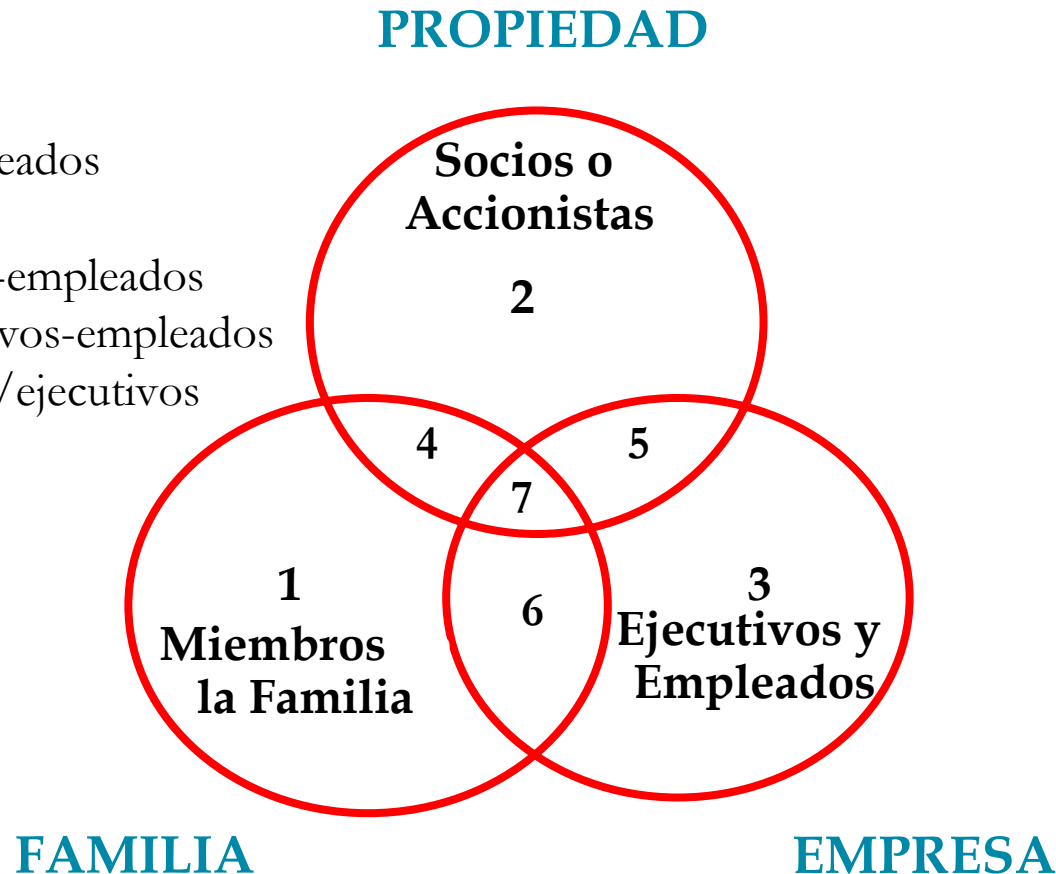 PROPIEDAD
eados
-empleados
vos-empleados
/ejecutivos
Socios o
Accionistas
2
4
5
7
1
Miembros
la Familia
6
3
Ejecutivos y
Empleados
FAMILIA
EMPRESA